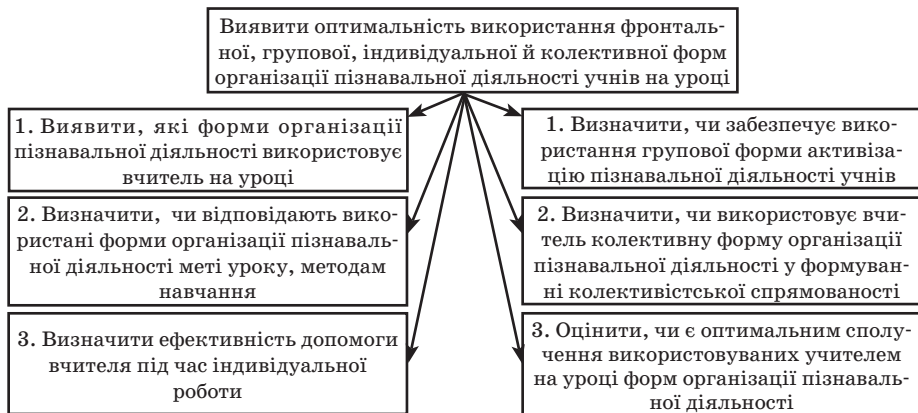 Виявити оптимальність використання фронталь-
ної, групової, індивідуальної й колективної форм
організації пізнавальної діяльності учнів на уроці
1. Виявити, які форми організації
пізнавальної діяльності використовує
вчитель на уроці
2. Визначити, чи відповідають вико-
ристані форми організації пізнаваль-
ної діяльності меті уроку, методам
навчання
3. Визначити ефективність допомоги
вчителя під час індивідуальної
роботи
1. Визначити, чи забезпечує вико-
ристання групової форми активіза-
цію пізнавальної діяльності учнів
2. Визначити, чи використовує вчи-
тель колективну форму організації
пізнавальної діяльності у формуван-
ні колективістської спрямованості
3. Оцінити, чи є оптимальним сполу-
чення використовуваних учителем
на уроці форм організації пізнаваль-
ної діяльності